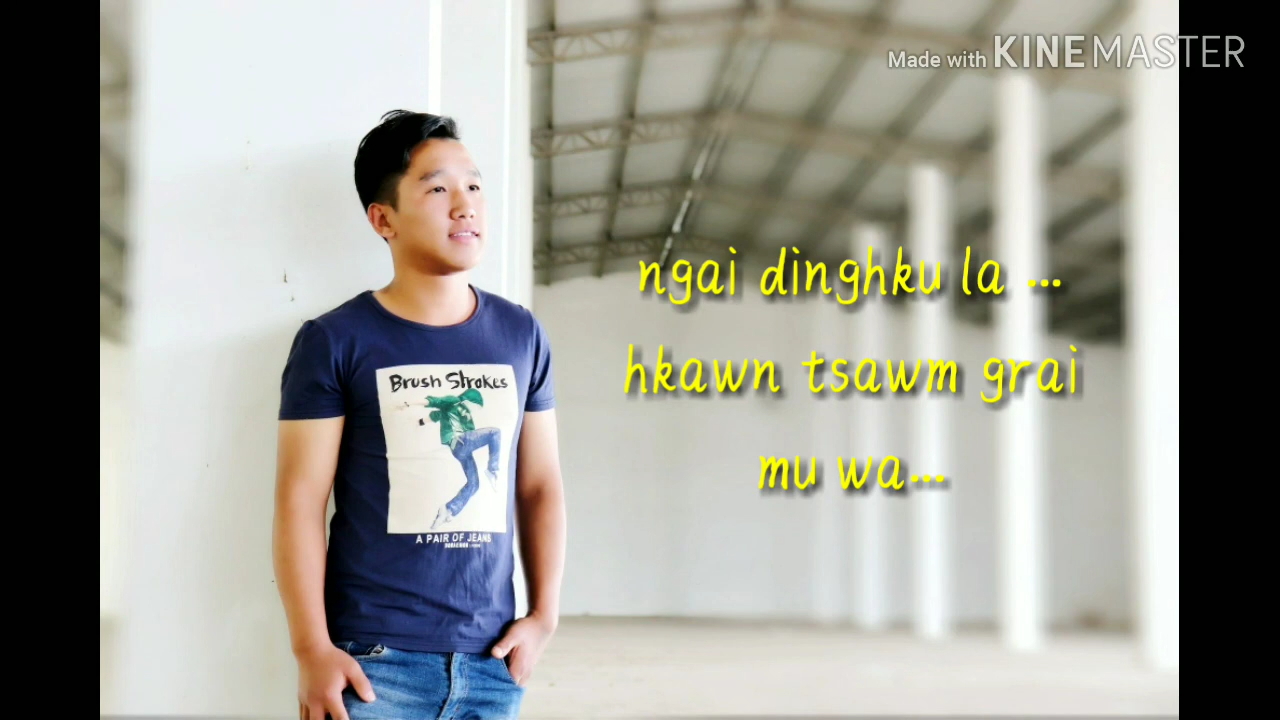 Made with KINEMASTER
ngai dinghku la ...
hkawn tsawm grai
mu wa...
Brush Strokes
A PAIR OF JEANS